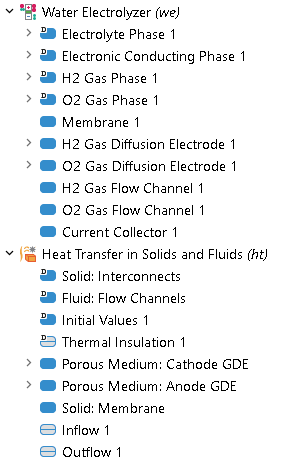 Water Electrolyzer (we)
Electrolyte Phase 1
Electronic Conducting Phase 1
H2 Gas Phase 1
O2 Gas Phase 1
Membrane 1
H2 Gas Diffusion Electrode 1
O2 Gas Diffusion Electrode 1
H2 Gas Flow Channel 1
O2 Gas Flow Channel 1
Current Collector 1
Heat Transfer in Solids and Fluids (ht)
Solid: Interconnects
Fluid: Flow Channels
Initial Values 1
Thermal Insulation 1
Porous Medium: Cathode GDE
Porous Medium: Anode GDE
Solid: Membrane
Inflow 1
Outflow 1